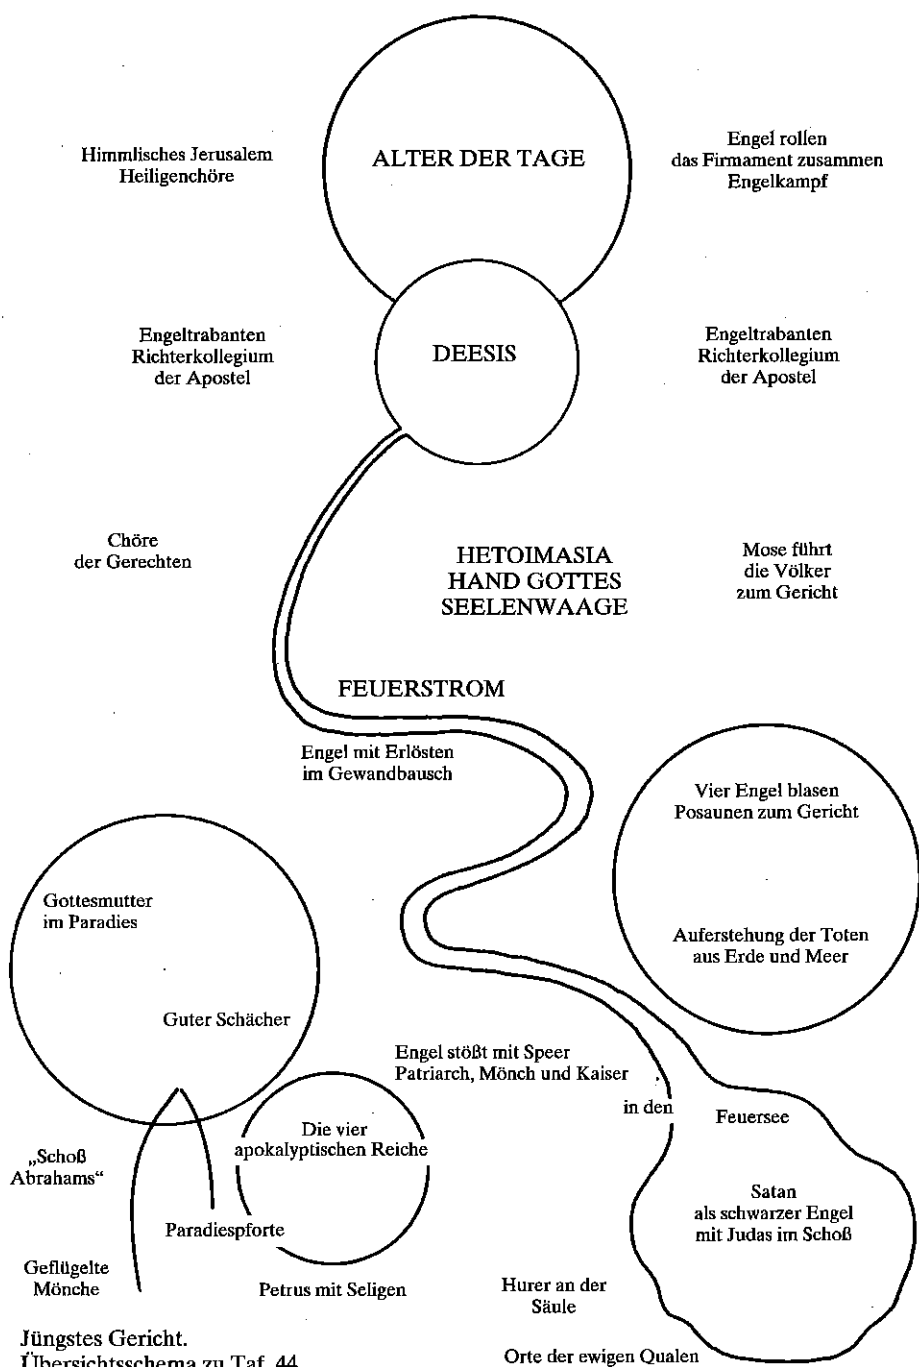 Himmlisches Jerusalem
Heiligenchöre
ALTER DER TAGE
Engel rollen
das Firmament zusammen
Engelkampf
Engeltrabanten
Richterkollegium
der Apostel
DEESIS
Engeltrabanten
Richterkollegium
der Apostel
Chöre
der Gerechten
HETOIMASIA
HAND GOTTES
SEELENWAAGE
Mose führt
die Völker
zum Gericht
FEUERSTROM
Engel mit Erlösten
im Gewandbausch
Vier Engel blasen
Posaunen zum Gericht
Auferstehung der Toten
aus Erde und Meer
Gottesmutter
im Paradies
Guter Schächer
Engel stößt mit Speer
Patriarch, Mönch und Kaiser
in den
Feuersee
Die vier
apokalyptischen Reiche
„Schoß
Abrahams“
Paradiespforte
Satan
als schwarzer Engel
mit Judas im Schoß
Geflügelte
Mönche
Petrus mit Seligen
Hurer an der
Säule
Orte der ewigen Qualen
Jüngstes Gericht.
Übersichtsschema zu Taf. 44